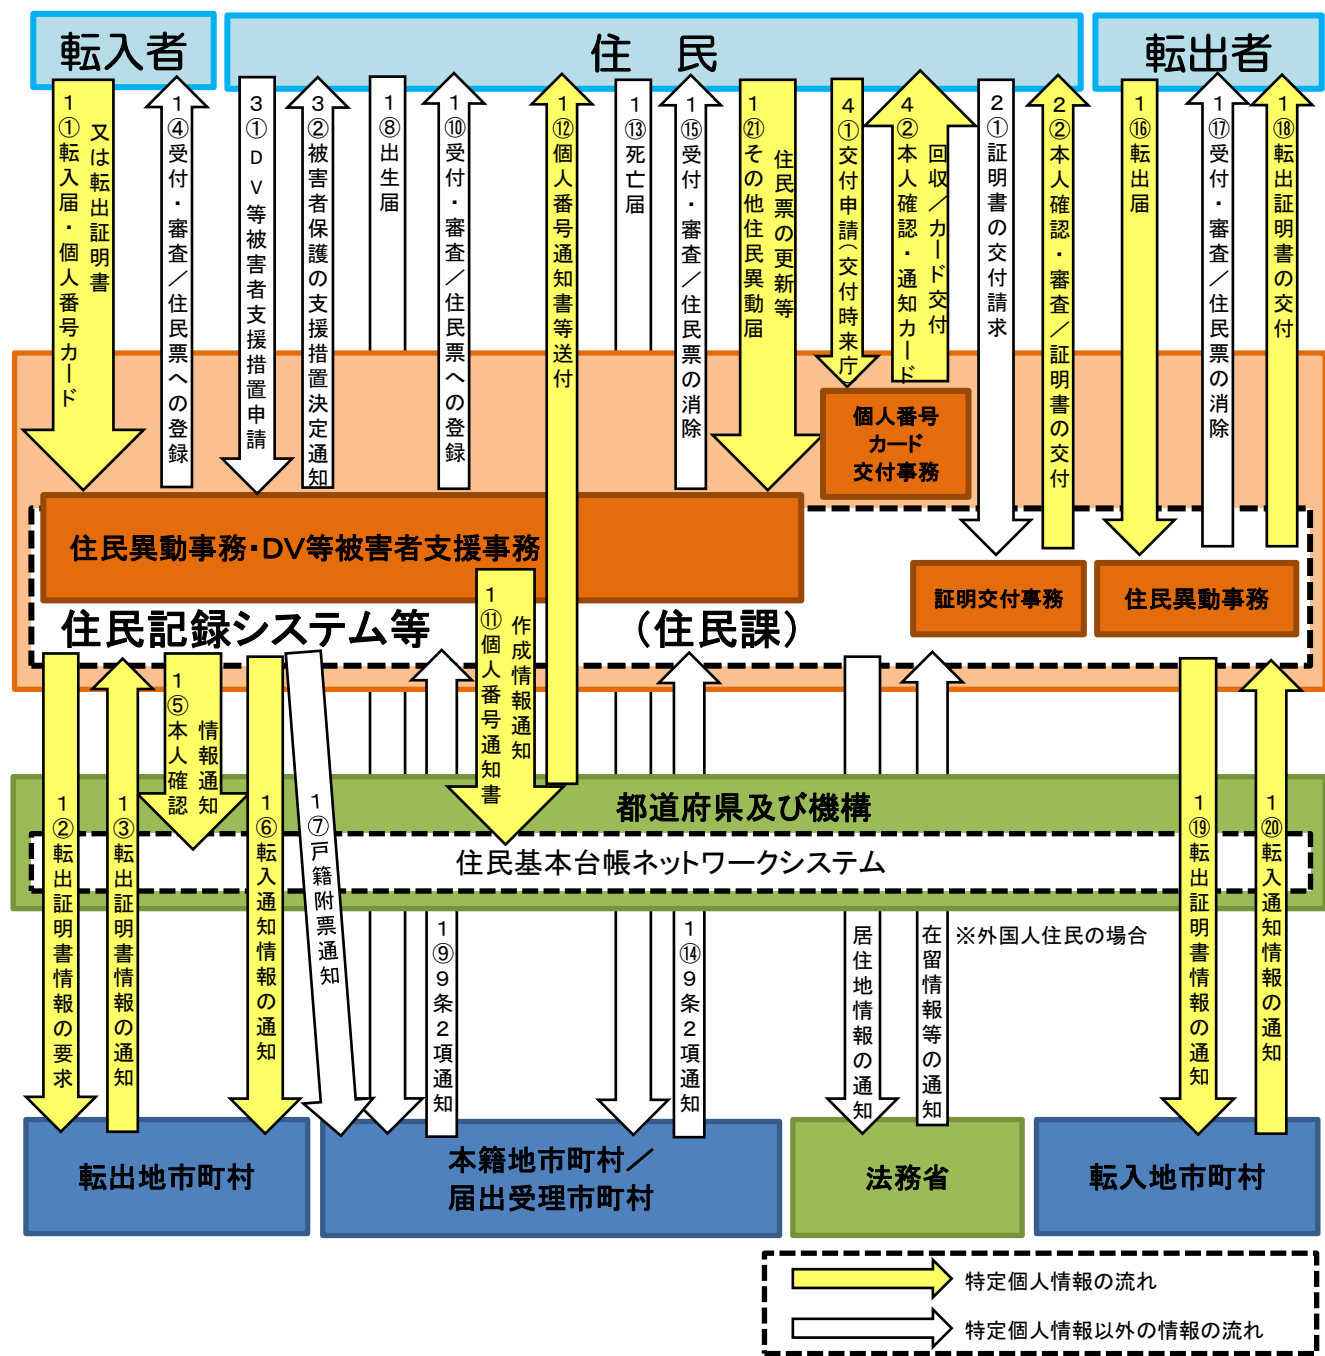 転入者
住　民
転出者
1①転入届・個人番号カード
又は転出証明書
1④受付・審査／住民票への登録
3①DV等被害者支援措置申請
3②被害者保護の支援措置決定通知
1⑧出生届
1⑩受付・審査／住民票への登録
1⑫個人番号通知書等送付
1⑬死亡届
1⑮受付・審査／住民票の消除
1㉑その他住民異動届
住民票の更新等
4①交付申請（交付時来庁）
4②本人確認・通知カード
回収／カード交付
2①証明書の交付請求
2②本人確認・審査／証明書の交付
1⑯転出届
1⑰受付・審査／住民票の消除
1⑱転出証明書の交付
個人番号
カード
交付事務
住民異動事務・DV等被害者支援事務
証明交付事務
住民異動事務
住民記録システム等
（住民課）
1②転出証明書情報の要求
1③転出証明書情報の通知
1⑤本人確認
情報通知
1⑥転入通知情報の通知
1⑦戸籍附票通知
1⑨9条2項通知
1⑪個人番号通知書
作成情報通知
1⑭9条2項通知
居住地情報の通知
在留情報等の通知
※外国人住民の場合
1⑲転出証明書情報の通知
1⑳転入通知情報の通知
都道府県及び機構
住民基本台帳ネットワークシステム
転出地市町村
本籍地市町村／
届出受理市町村
法務省
転入地市町村
特定個人情報の流れ
特定個人情報以外の情報の流れ